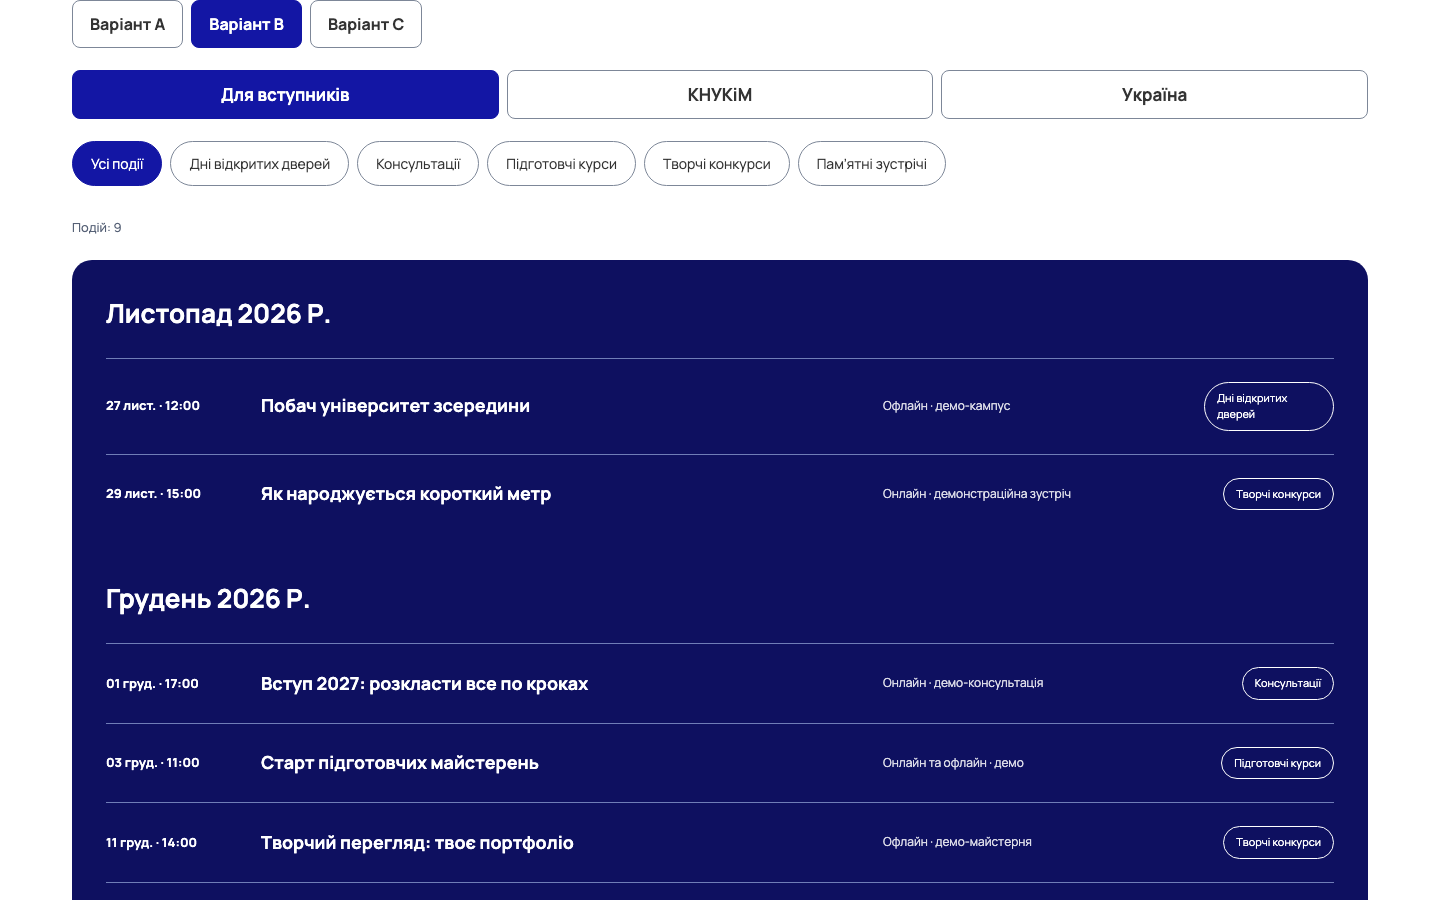 Варіант A
Варіант B
Варіант C
Для вступників
КНУКіМ
Україна
Усі події
Дні відкритих дверей
Консультації
Підготовчі курси
Творчі конкурси
Пам'ятні зустрічі
Подій: 9
Листопад 2026 Р.
27 лист. · 12:00
Побач університет зсередини
Офлайн · демо-кампус
Дні відкритих
дверей
29 лист. · 15:00
Як народжується короткий метр
Онлайн · демонстраційна зустріч
Творчі конкурси
Грудень 2026 Р.
01 груд. · 17:00
Вступ 2027: розкласти все по кроках
Онлайн · демо-консультація
Консультації
03 груд. · 11:00
Старт підготовчих майстерень
Онлайн та офлайн · демо
Підготовчі курси
11 груд. · 14:00
Творчий перегляд: твоє портфоліо
Офлайн · демо-майстерня
Творчі конкурси